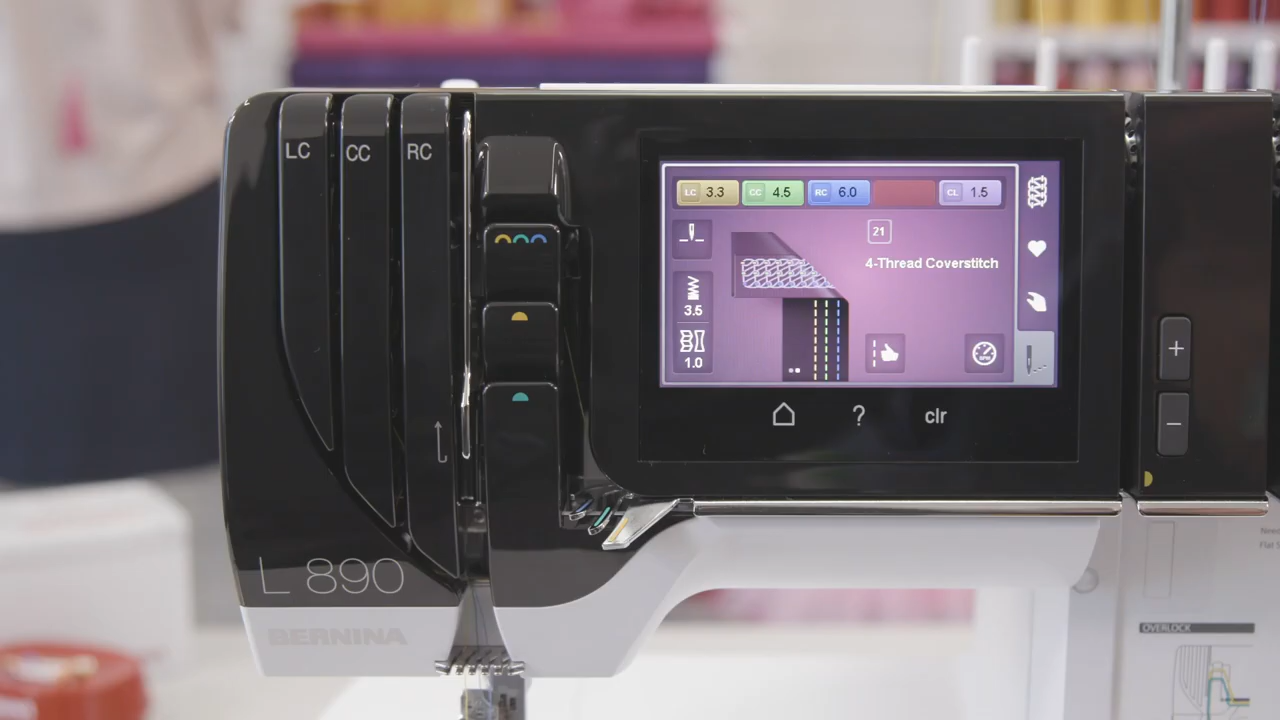 LC CC RC
LC 3.3 CC 4.5 RC 6.0 CL 1.5
21
4-Thread Coverstitch
3.5
1.0
? clr
+
−
L 890
BERNINA
Flat
OVERLOCK